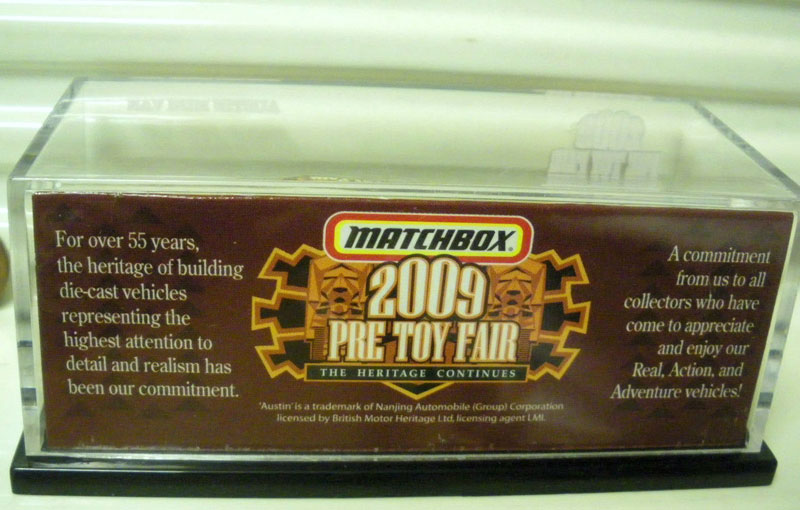 AUSTIN MINI VAN
For over 55 years,
the heritage of building
die-cast vehicles
representing the
highest attention to
detail and realism has
been our commitment.
MATCHBOX®
2009
PRE TOY FAIR
THE HERITAGE CONTINUES
'Austin' is a trademark of Nanjing Automobile (Group) Corporation
licensed by British Motor Heritage Ltd. licensing agent LMI.
A commitment
from us to all
collectors who have
come to appreciate
and enjoy our
Real, Action, and
Adventure vehicles!